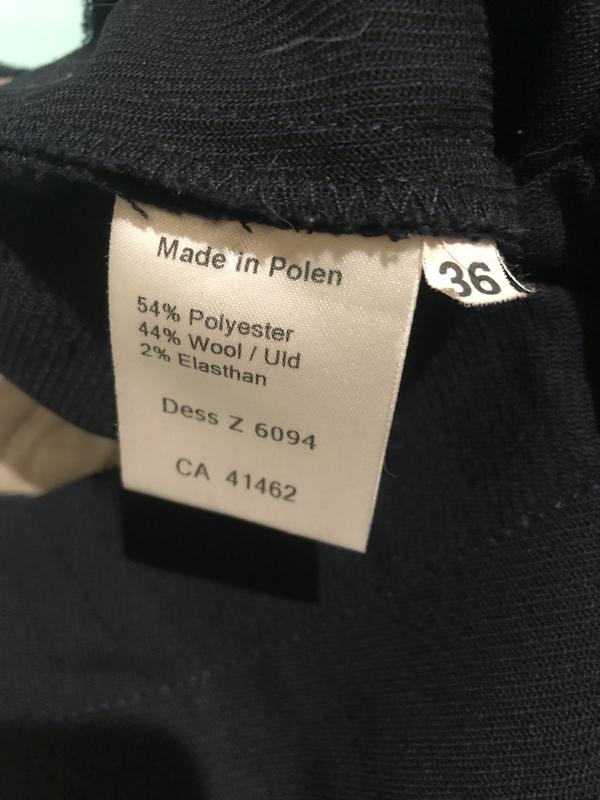 Made in Polen
36
54% Polyester
44% Wool / Uld
2% Elasthan
Dess Z 6094
CA 41462